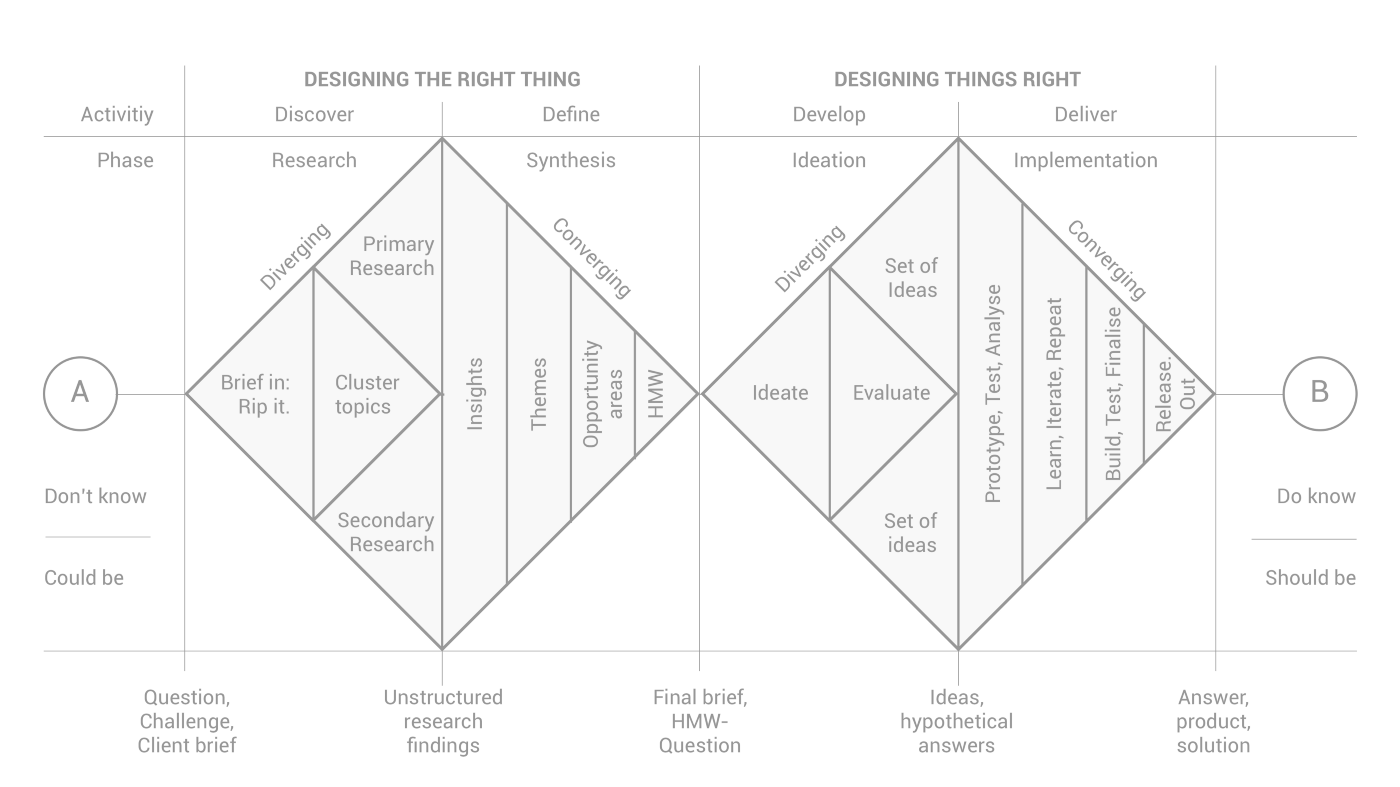 DESIGNING THE RIGHT THING
DESIGNING THINGS RIGHT
Activitiy
Discover
Define
Develop
Deliver
Phase
Research
Synthesis
Ideation
Implementation
Diverging
Converging
Diverging
Converging
Primary
Research
Set of
Ideas
A
Brief in:
Rip it.
Cluster
topics
Insights
Themes
Opportunity
areas
HMW
Ideate
Evaluate
Prototype, Test, Analyse
Learn, Iterate, Repeat
Build, Test, Finalise
Release.
Out
B
Don't know
Could be
Secondary
Research
Set of
ideas
Do know
Should be
Question,
Challenge,
Client brief
Unstructured
research
findings
Final brief,
HMW-
Question
Ideas,
hypothetical
answers
Answer,
product,
solution